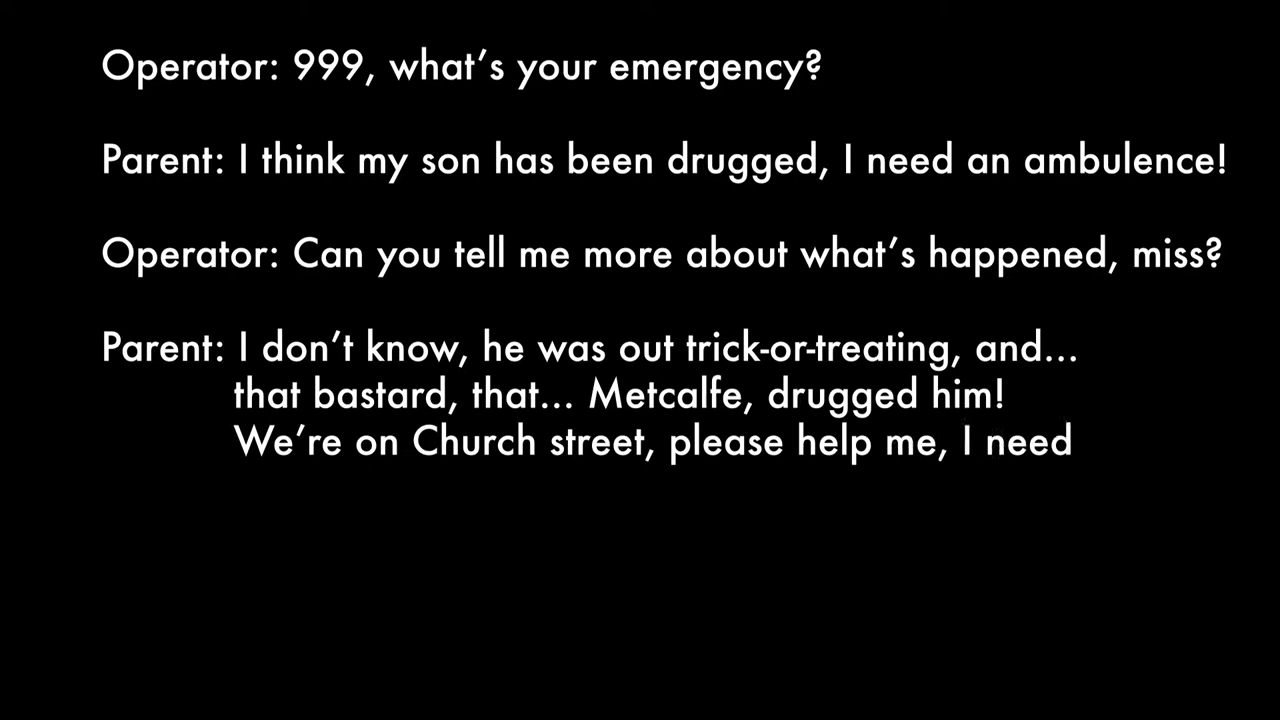 Operator: 999, what's your emergency?
Parent: I think my son has been drugged, I need an ambulence!
Operator: Can you tell me more about what's happened, miss?
Parent: I don't know, he was out trick-or-treating, and...
that bastard, that... Metcalfe, drugged him!
We're on Church street, please help me, I need